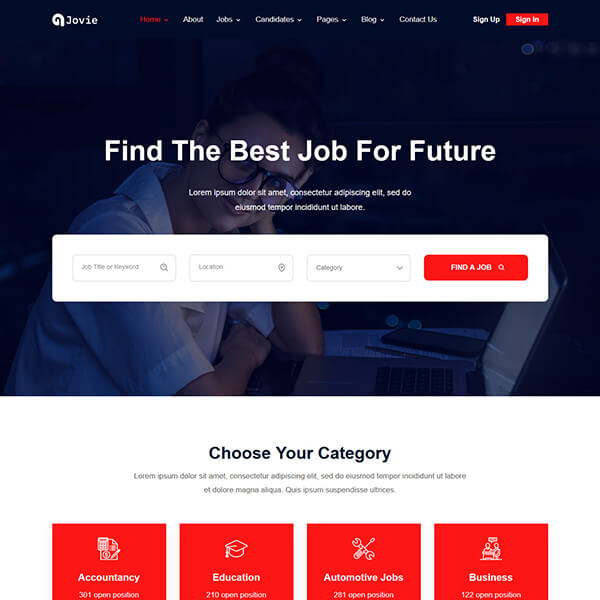 Jovie
Home About Jobs Candidates Pages Blog Contact Us Sign Up Sign In
Find The Best Job For Future
Lorem ipsum dolor sit amet, consectetur adipiscing elit, sed do
eiusmod tempor incididunt ut labore.
Job Title or Keyword Location Category FIND A JOB
Choose Your Category
Lorem ipsum dolor sit amet, consectetur adipiscing elit, sed do eiusmod tempor incididunt ut labore
et dolore magna aliqua. Quis ipsum suspendisse ultrices.
Accountancy Education Automotive Jobs Business
301 open position 210 open position 281 open position 122 open position